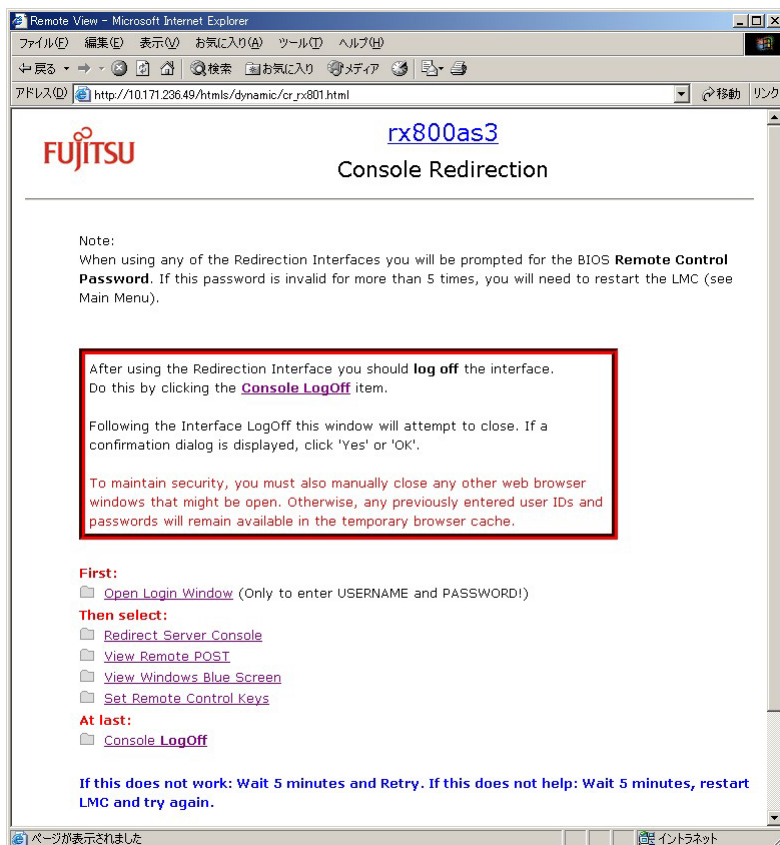 Remote View - Microsoft Internet Explorer
ファイル(F) 編集(E) 表示(V) お気に入り(A) ツール(T) ヘルプ(H)
戻る 検索 お気に入り メディア
アドレス(D) http://10.171.236.49/htmls/dynamic/cr_rx801.html 移動 リンク
FUJITSU
rx800as3
Console Redirection
Note:
When using any of the Redirection Interfaces you will be prompted for the BIOS Remote Control
Password. If this password is invalid for more than 5 times, you will need to restart the LMC (see
Main Menu).
After using the Redirection Interface you should log off the interface.
Do this by clicking the Console LogOff item.
Following the Interface LogOff this window will attempt to close. If a
confirmation dialog is displayed, click 'Yes' or 'OK'.
To maintain security, you must also manually close any other web browser
windows that might be open. Otherwise, any previously entered user IDs and
passwords will remain available in the temporary browser cache.
First:
Open Login Window (Only to enter USERNAME and PASSWORD!)
Then select:
Redirect Server Console
View Remote POST
View Windows Blue Screen
Set Remote Control Keys
At last:
Console LogOff
If this does not work: Wait 5 minutes and Retry. If this does not help: Wait 5 minutes, restart
LMC and try again.
ページが表示されました イントラネット